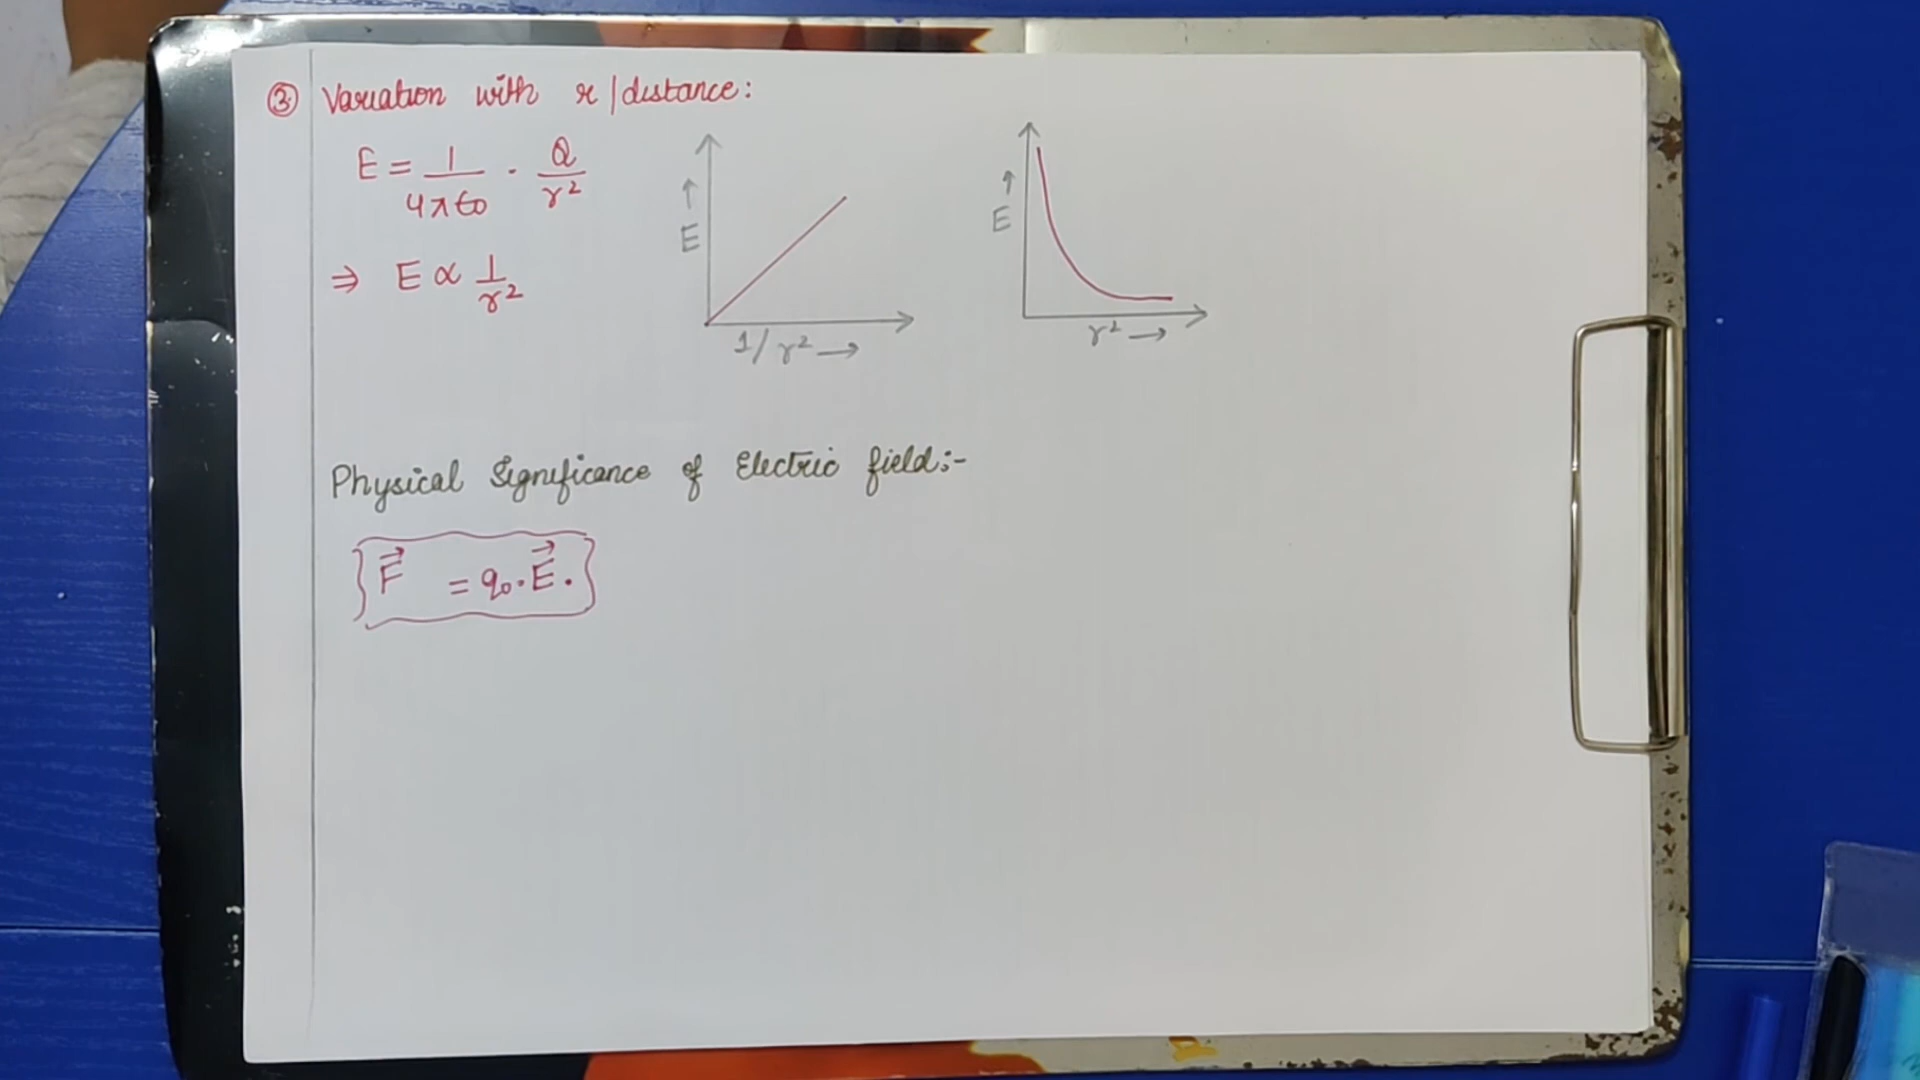 ③ Variation with r/distance:
E = 1/4πϵ0 · Q/r²
⇒ E ∝ 1/r²
↑ E
1/r² →
↑ E
r² →
Physical Significance of Electric field:-
F⃗ = q₀.E⃗.